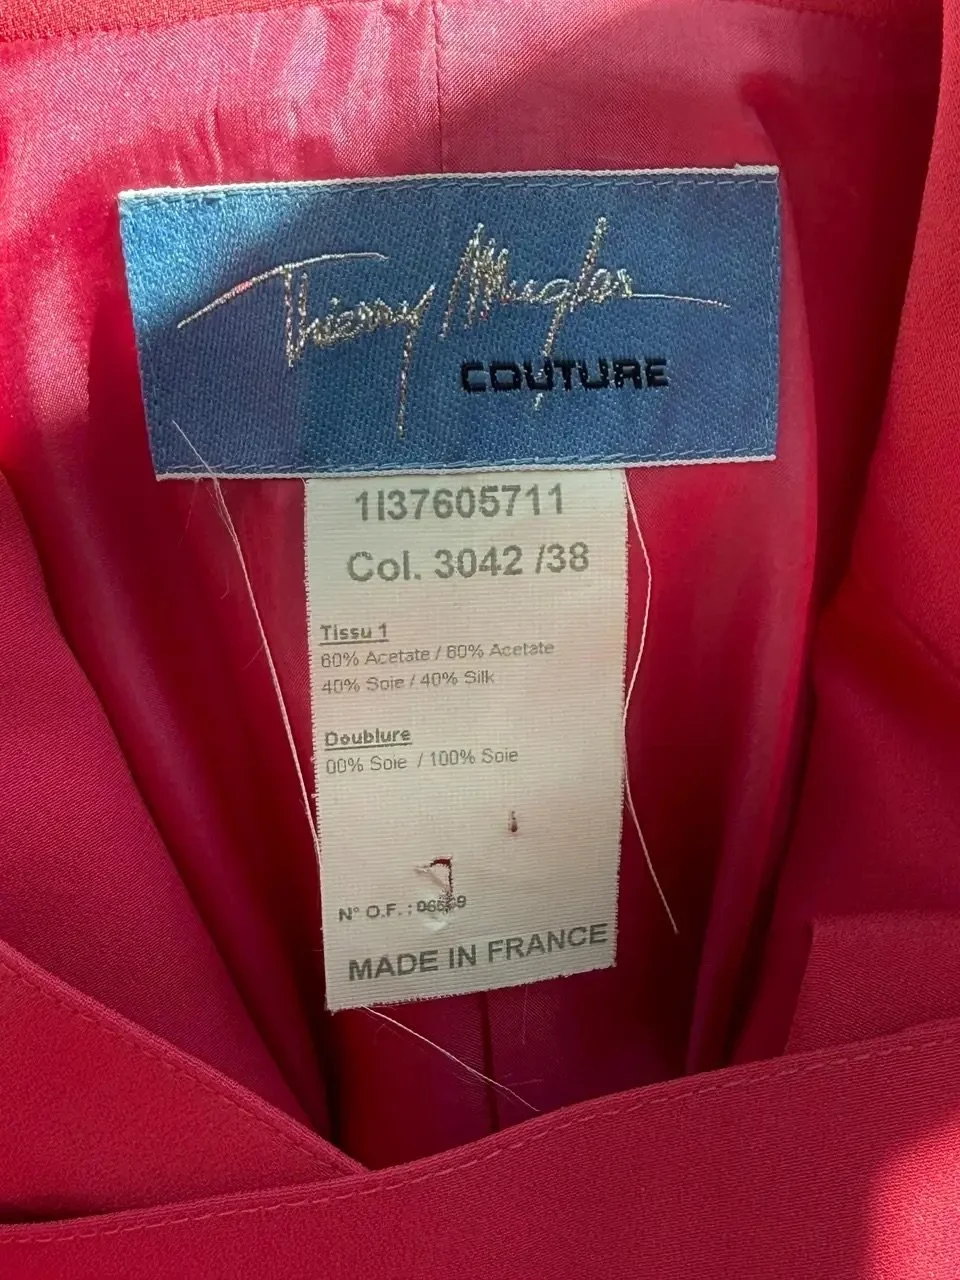 Thierry Mugler
COUTURE
1I37605711
Col. 3042 /38
Tissu 1
60% Acetate / 60% Acetate
40% Soie / 40% Silk
Doublure
00% Soie / 100% Soie
N° O.F. :
MADE IN FRANCE